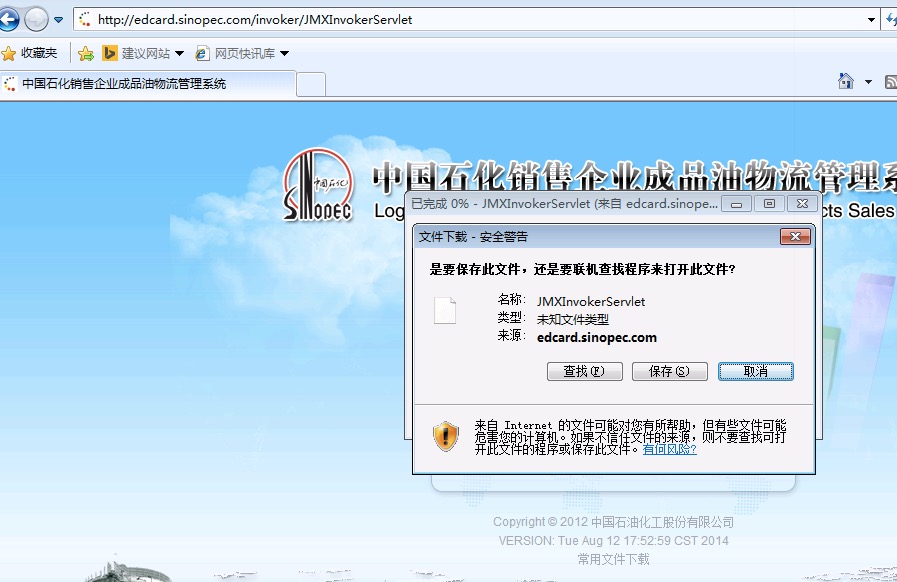 http://edcard.sinopec.com/invoker/JMXInvokerServlet
收藏夹
建议网站
网页快讯库
中国石化销售企业成品油物流管理系统
中国石化
SINOPEC
中国石化销售企业成品油物流管理系
Log
cts Sales
已完成 0% - JMXInvokerServlet (来自 edcard.sinope...
文件下载 - 安全警告
是要保存此文件，还是要联机查找程序来打开此文件?
名称: JMXInvokerServlet
类型: 未知文件类型
来源: edcard.sinopec.com
查找(F)
保存(S)
取消
来自 Internet 的文件可能对您有所帮助，但有些文件可能
危害您的计算机。如果不信任文件的来源，则不要查找可打
开此文件的程序或保存此文件。有何风险?
Copyright © 2012 中国石油化工股份有限公司
VERSION: Tue Aug 12 17:52:59 CST 2014
常用文件下载